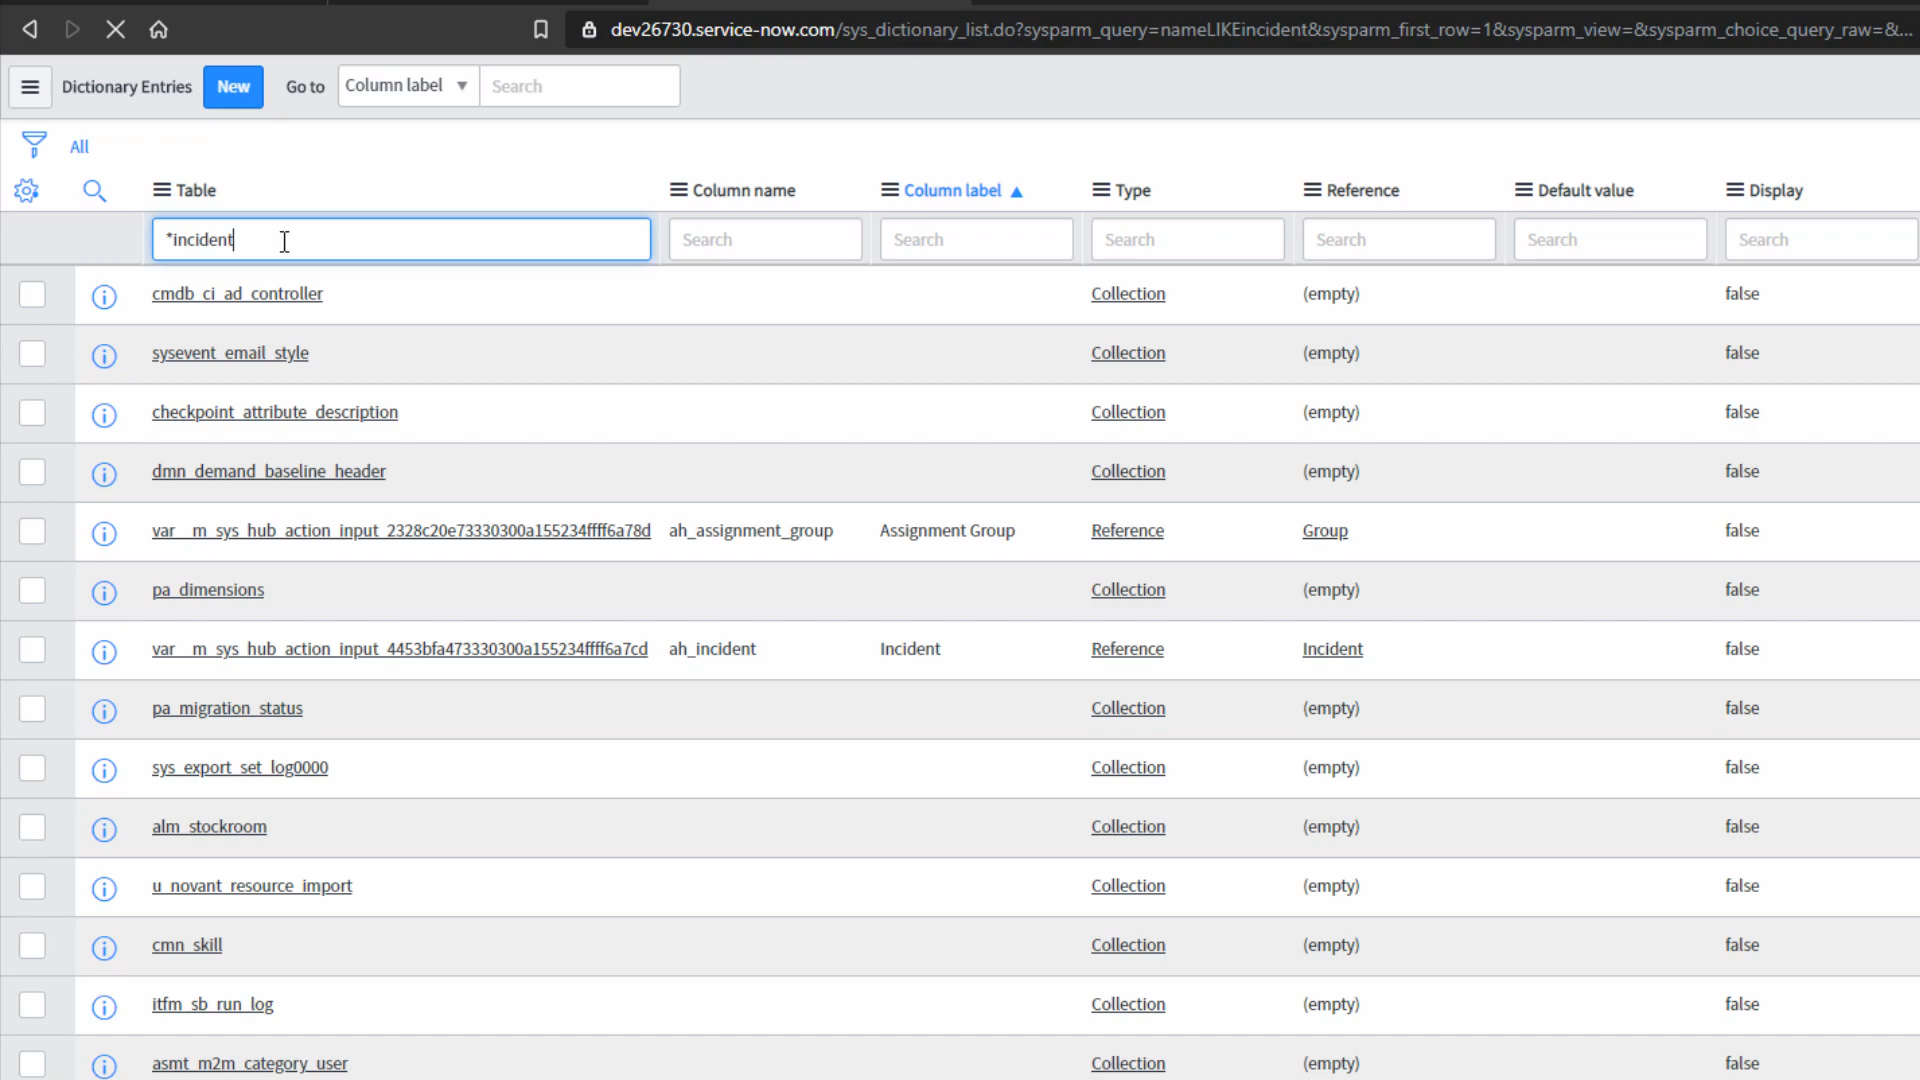 dev26730.service-now.com/sys_dictionary_list.do?sysparm_query=nameLIKEincident&sysparm_first_row=1&sysparm_view=&sysparm_choice_query_raw=&...
Dictionary Entries New Go to Column label Search
All
Table Column name Column label Type Reference Default value Display
*incident Search Search Search Search Search Search
cmdb_ci_ad_controller Collection (empty) false
sysevent_email_style Collection (empty) false
checkpoint_attribute_description Collection (empty) false
dmn_demand_baseline_header Collection (empty) false
var__m_sys_hub_action_input_2328c20e73330300a155234ffff6a78d ah_assignment_group Assignment Group Reference Group false
pa_dimensions Collection (empty) false
var__m_sys_hub_action_input_4453bfa473330300a155234ffff6a7cd ah_incident Incident Reference Incident false
pa_migration_status Collection (empty) false
sys_export_set_log0000 Collection (empty) false
alm_stockroom Collection (empty) false
u_novant_resource_import Collection (empty) false
cmn_skill Collection (empty) false
itfm_sb_run_log Collection (empty) false
asmt_m2m_category_user Collection (empty) false